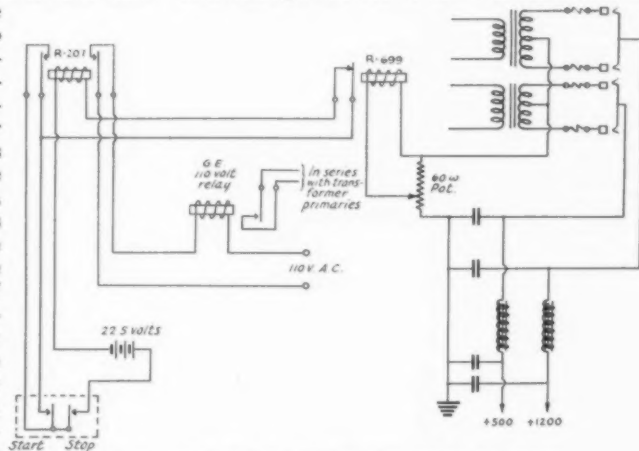 R-201
R-699
G.E.
110 volt
relay
In series
with trans-
former
primaries
60 ω
Pot.
110 V. A.C.
22.5 volts
Start
Stop
+500
+1200